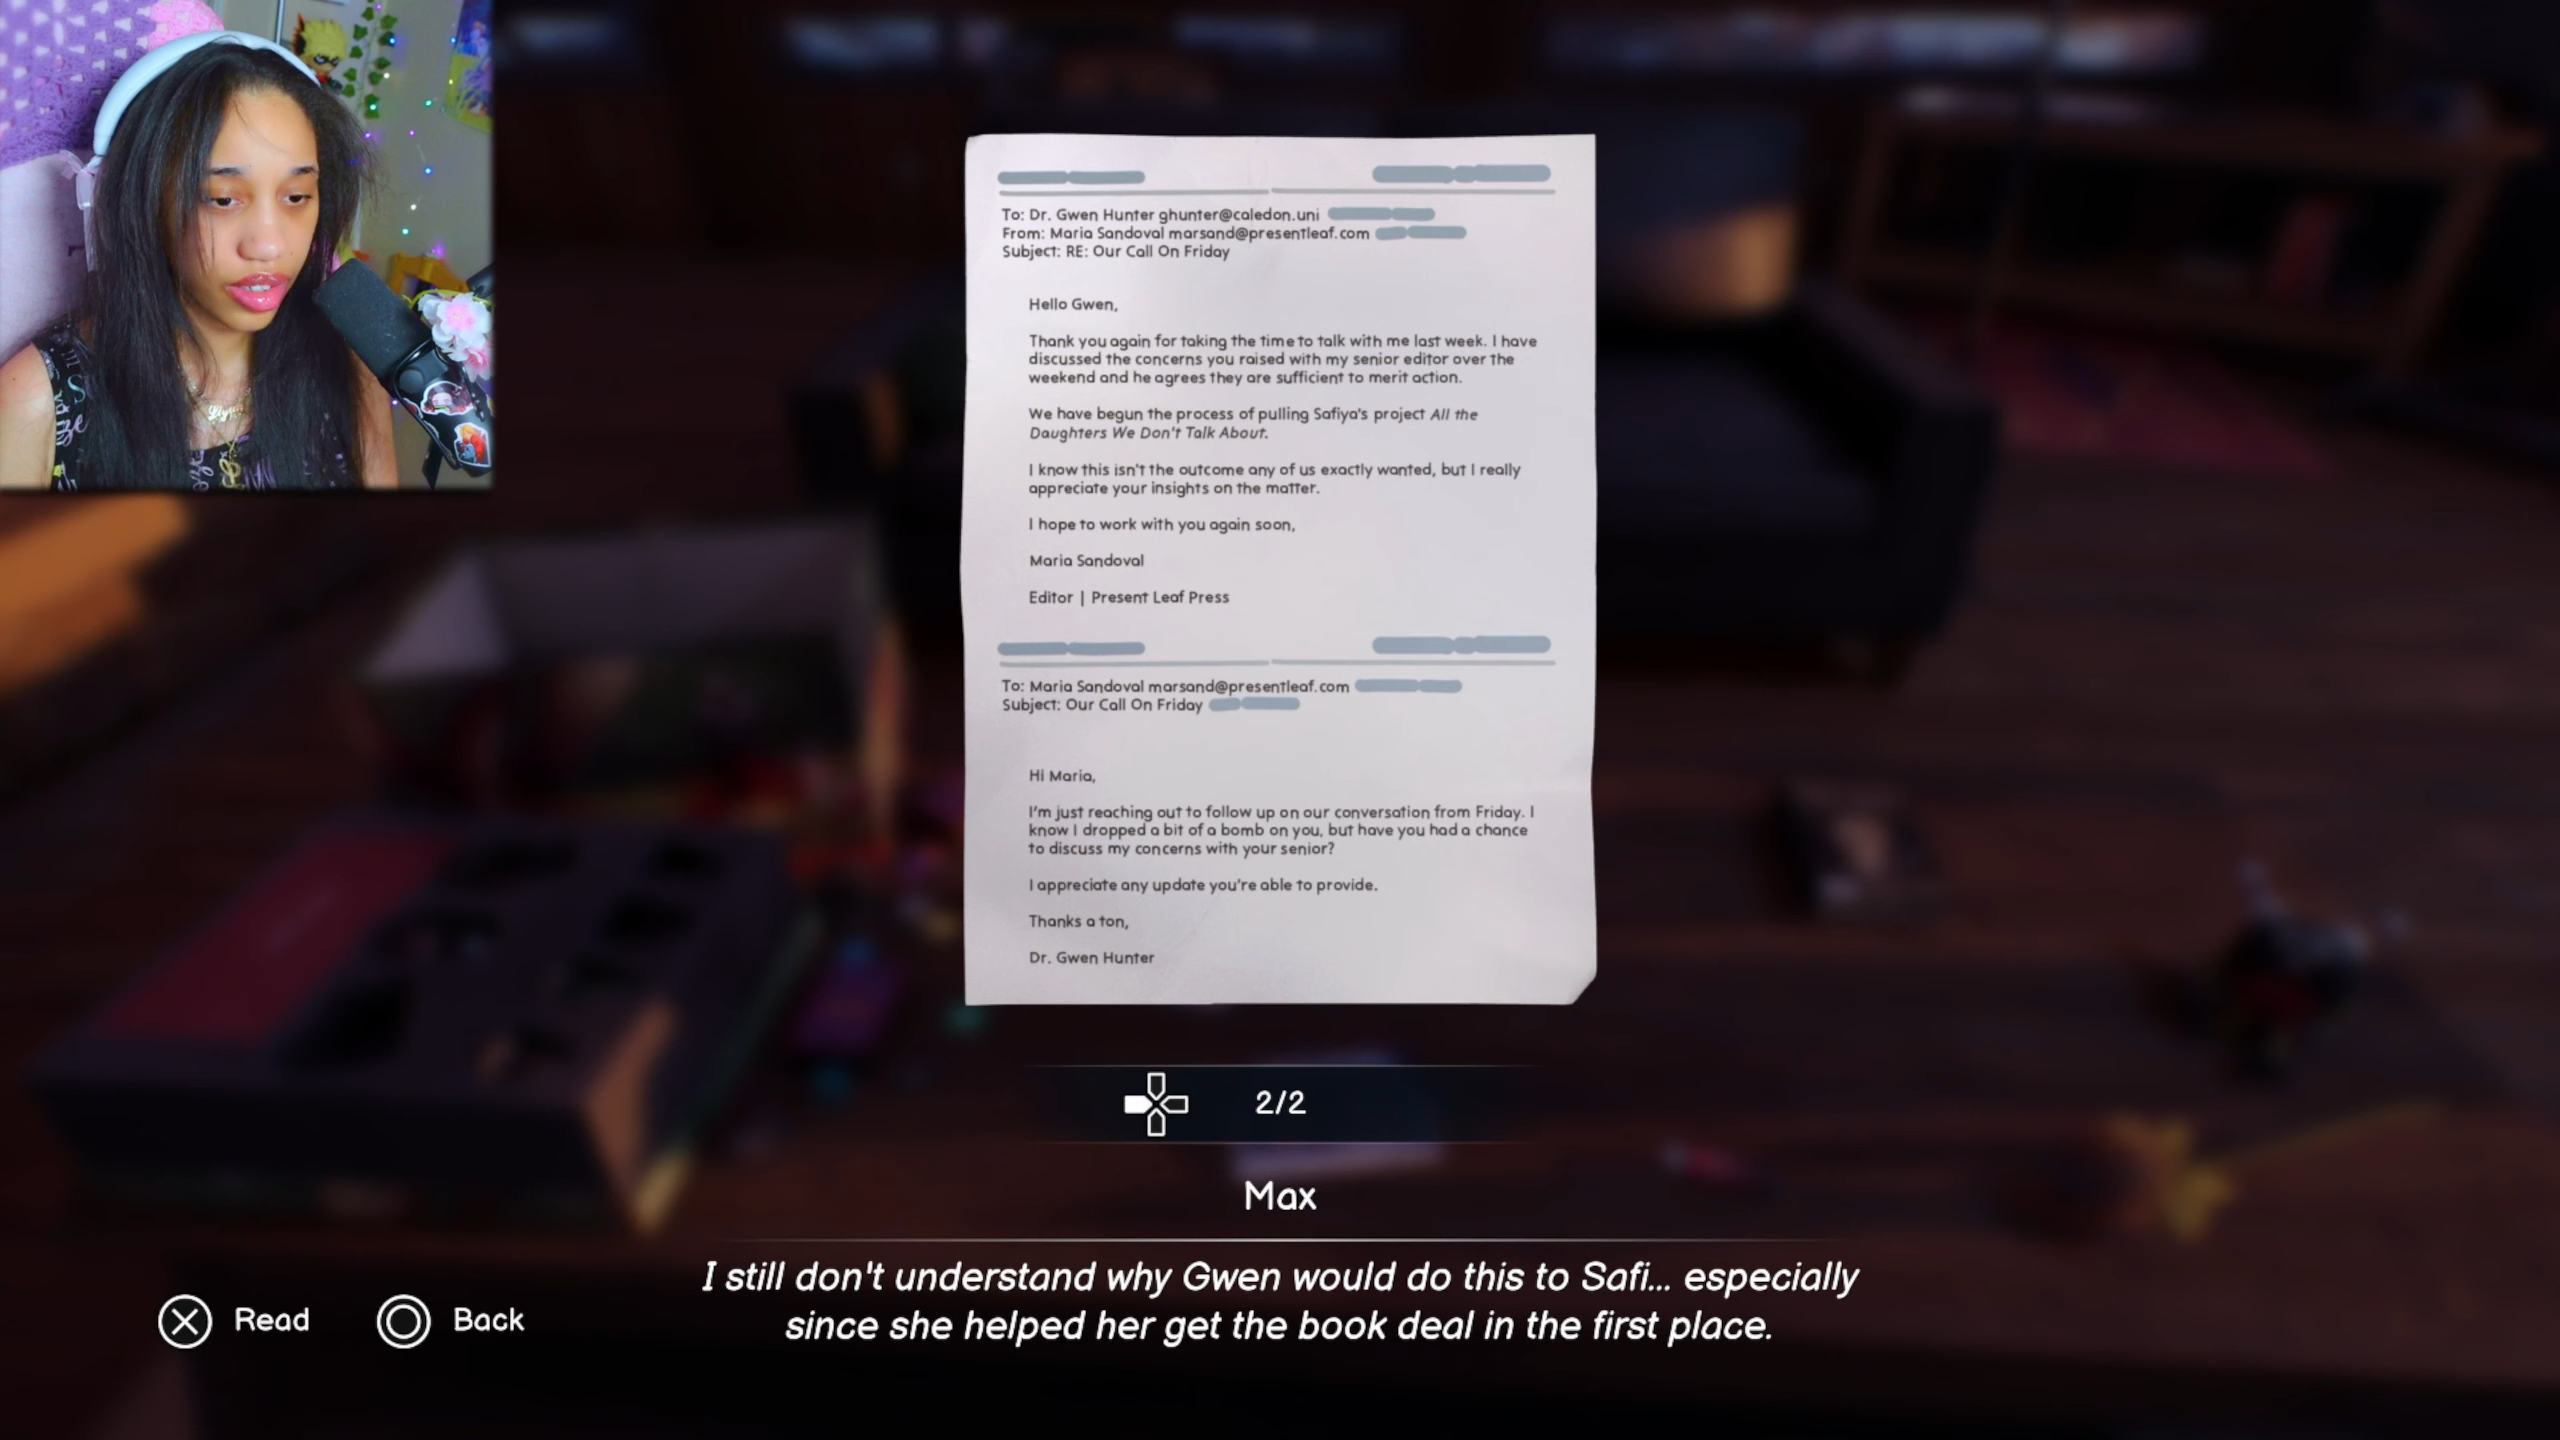 To: Dr. Gwen Hunter ghunter@caledon.uni
From: Maria Sandoval marsand@presentleaf.com
Subject: RE: Our Call On Friday
Hello Gwen,
Thank you again for taking the time to talk with me last week. I have
discussed the concerns you raised with my senior editor over the
weekend and he agrees they are sufficient to merit action.
We have begun the process of pulling Safiya's project All the
Daughters We Don't Talk About.
I know this isn't the outcome any of us exactly wanted, but I really
appreciate your insights on the matter.
I hope to work with you again soon,
Maria Sandoval
Editor | Present Leaf Press
To: Maria Sandoval marsand@presentleaf.com
Subject: Our Call On Friday
Hi Maria,
I'm just reaching out to follow up on our conversation from Friday. I
know I dropped a bit of a bomb on you, but have you had a chance
to discuss my concerns with your senior?
I appreciate any update you're able to provide.
Thanks a ton,
Dr. Gwen Hunter
2/2
Max
I still don't understand why Gwen would do this to Safi... especially
since she helped her get the book deal in the first place.
Read
Back